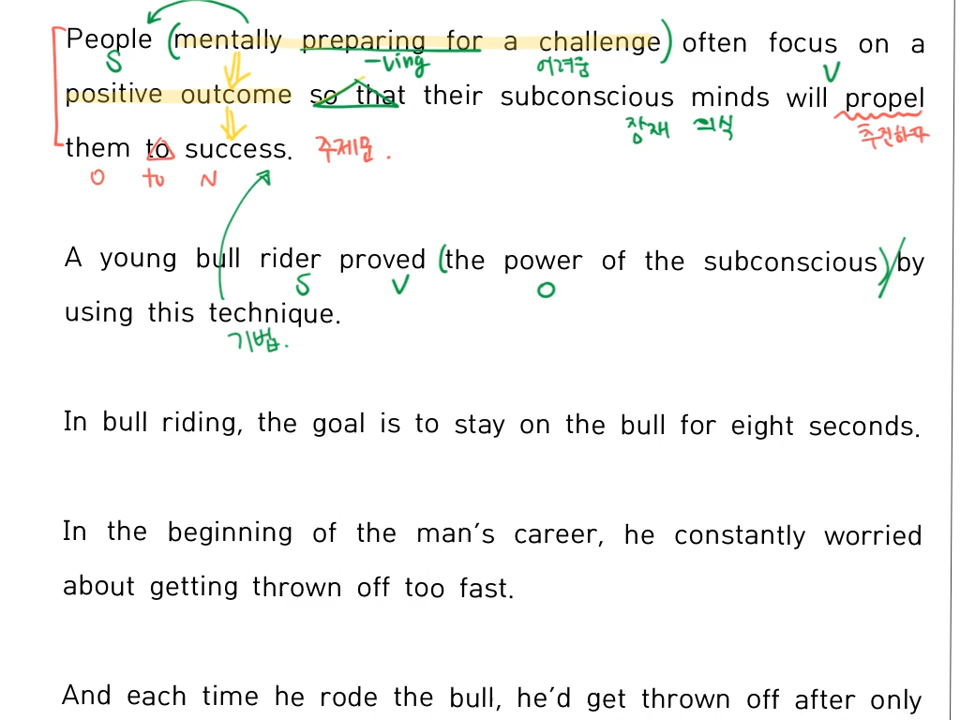 People (mentally preparing for a challenge) often focus on a
S -ving 어려움 V
positive outcome so that their subconscious minds will propel
잠재 의식 추진하다
them to success. 주제문.
O to N
A young bull rider proved (the power of the subconscious) / by
S V O
using this technique.
기법.
In bull riding, the goal is to stay on the bull for eight seconds.
In the beginning of the man's career, he constantly worried
about getting thrown off too fast.
And each time he rode the bull, he'd get thrown off after only